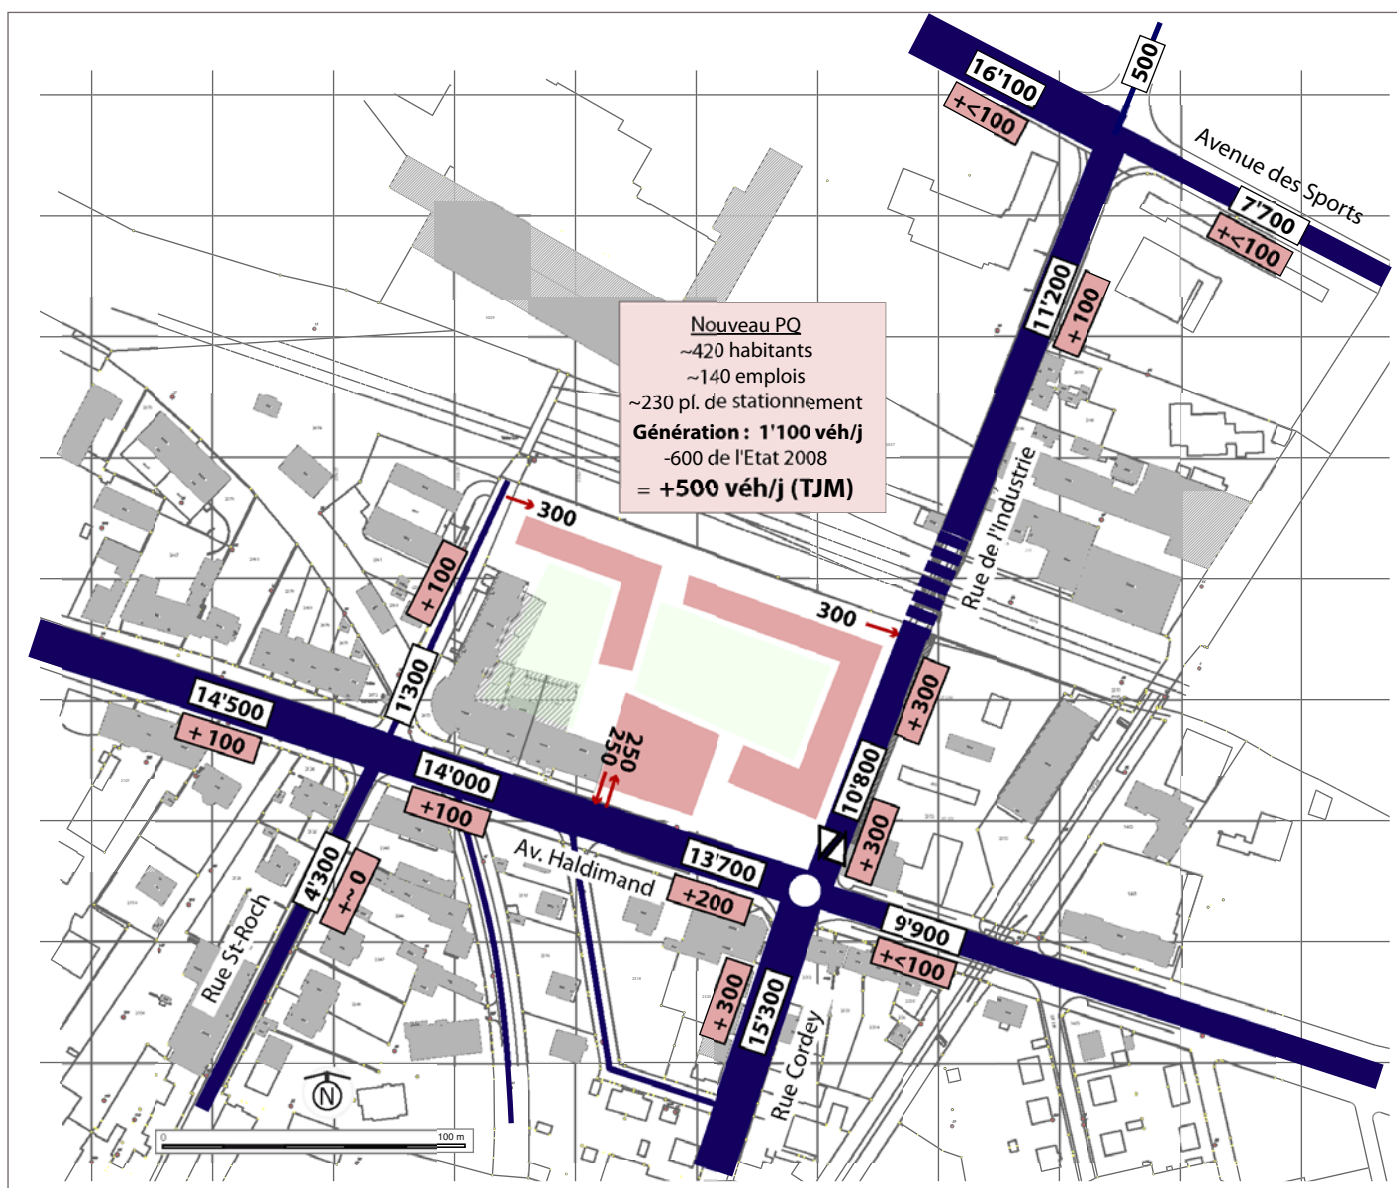 16'100
500
+<100
Avenue des Sports
7'700
+<100
11'200
+100
Nouveau PQ
~420 habitants
~140 emplois
~230 pl. de stationnement
Génération : 1'100 véh/j
-600 de l'Etat 2008
= +500 véh/j (TJM)
Rue de l'Industrie
300
+100
300
1'300
+300
14'500
+100
250
250
14'000
+100
10'800
+300
Av. Haldimand
13'700
+200
4'300
+~0
9'900
+<100
Rue St-Roch
+300
15'300
Rue Cordey
N
0
100 m